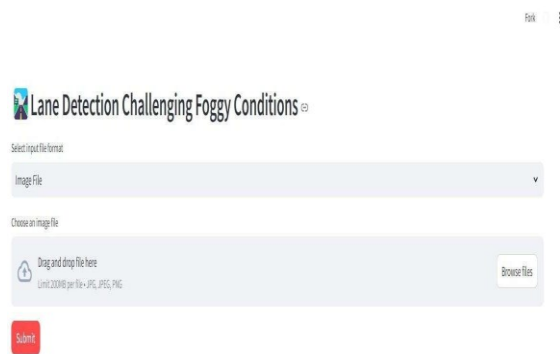 Fork
Lane Detection Challenging Foggy Conditions
Select input file format
Image File
Choose an image file
Drag and drop file here
Limit 200MB per file • JPG, JPEG, PNG
Browse files
Submit